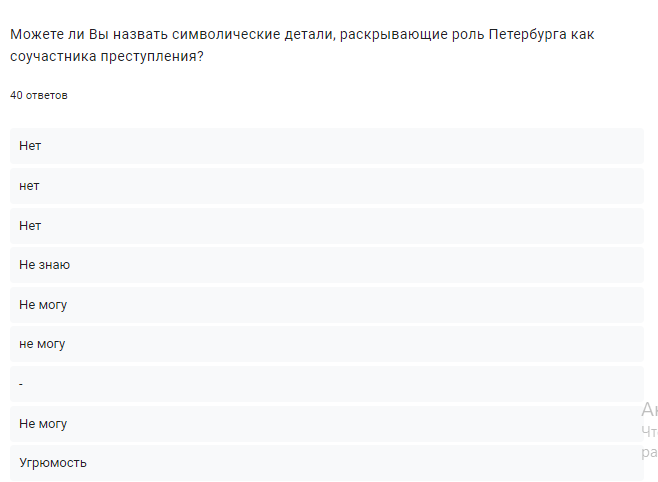 Можете ли Вы назвать символические детали, раскрывающие роль Петербурга как
соучастника преступления?
40 ответов
Нет
нет
Нет
Не знаю
Не могу
не могу
-
Не могу
Угрюмость